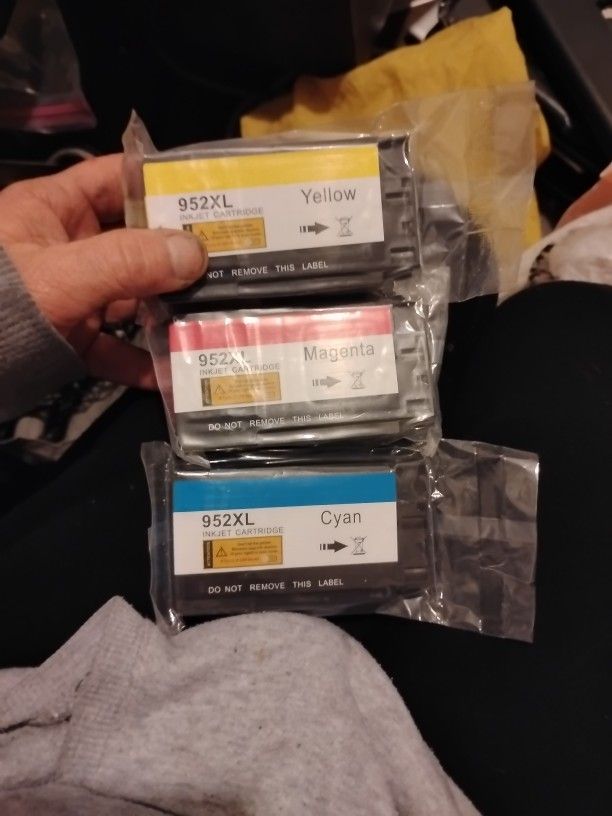 952XL Yellow
INKJET CARTRIDGE
NOT REMOVE THIS LABEL
952XL Magenta
INKJET CARTRIDGE
DO NOT REMOVE THIS LABEL
952XL Cyan
INKJET CARTRIDGE
DO NOT REMOVE THIS LABEL